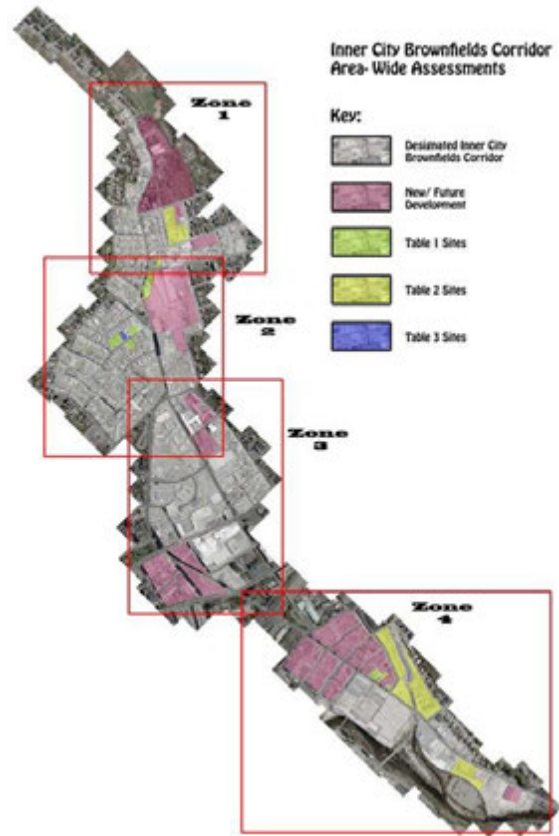 Inner City Brownfields Corridor
Area- Wide Assessments
Key:
Designated Inner City
Brownfields Corridor
New/ Future
Development
Table 1 Sites
Table 2 Sites
Table 3 Sites
Zone
1
Zone
2
Zone
3
Zone
4